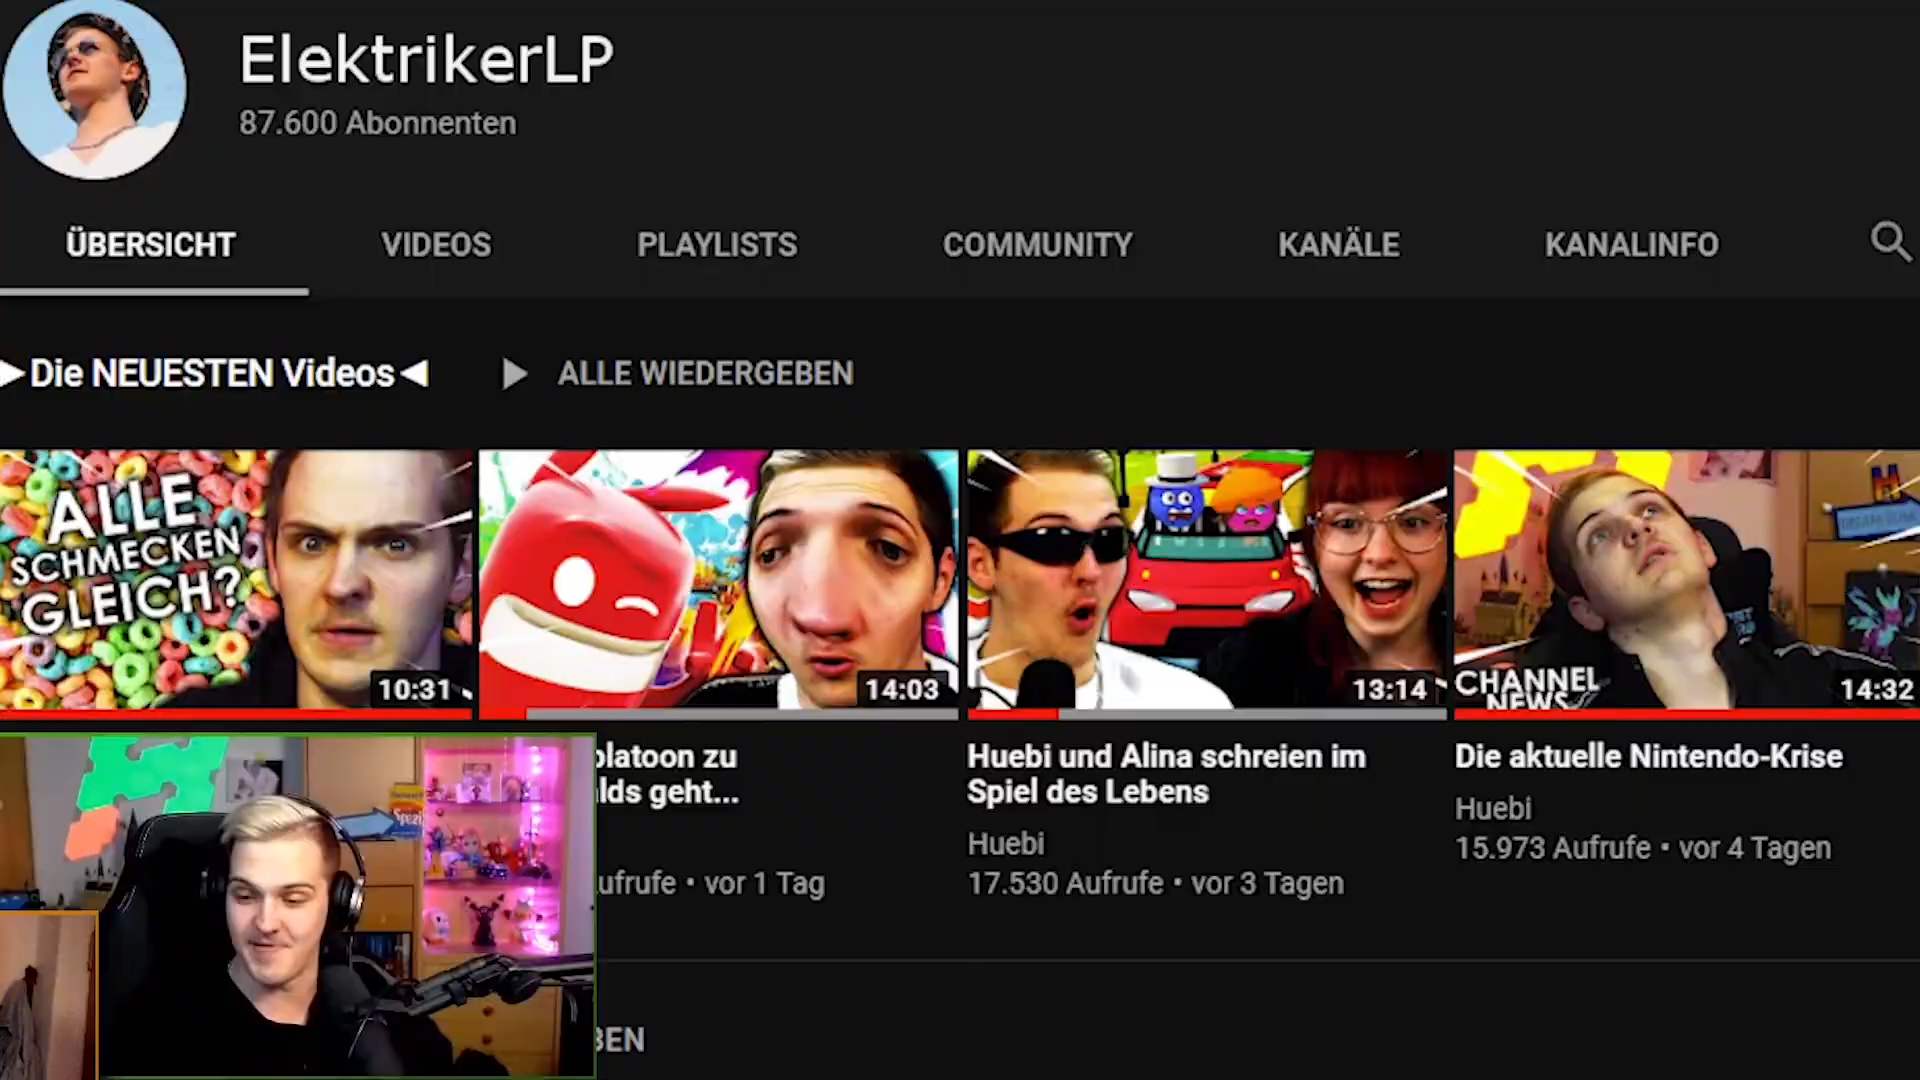 ElektrikerLP
87.600 Abonnenten
ÜBERSICHT VIDEOS PLAYLISTS COMMUNITY KANÄLE KANALINFO
▶Die NEUESTEN Videos◀ ALLE WIEDERGEBEN
ALLE
SCHMECKEN
GLEICH?
10:31
14:03
13:14
CHANNEL
NEWS
14:32
platoon zu
lds geht...
ufrufe • vor 1 Tag
Huebi und Alina schreien im
Spiel des Lebens
Huebi
17.530 Aufrufe • vor 3 Tagen
Die aktuelle Nintendo-Krise
Huebi
15.973 Aufrufe • vor 4 Tagen
Spezi
BEN